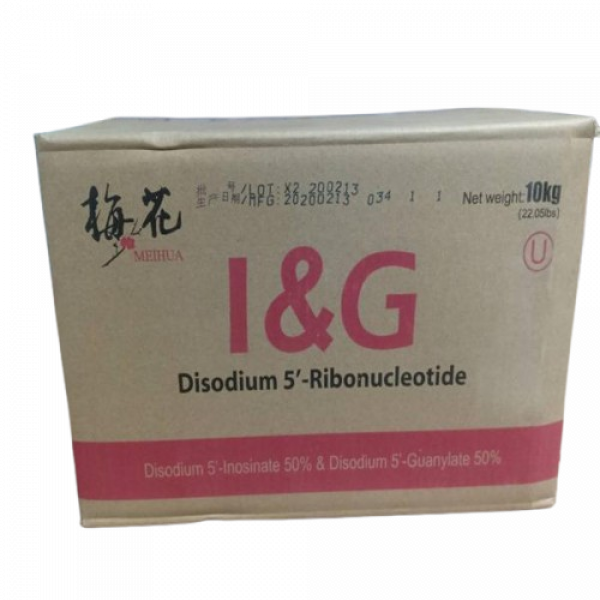 梅花
MEIHUA
批 号/LOT: X2 200213
生产日期/MFG: 20200213 034 1 1
Net weight: 10kg
(22.05lbs)
U
I&G
Disodium 5’-Ribonucleotide
Disodium 5’-Inosinate 50% & Disodium 5’-Guanylate 50%